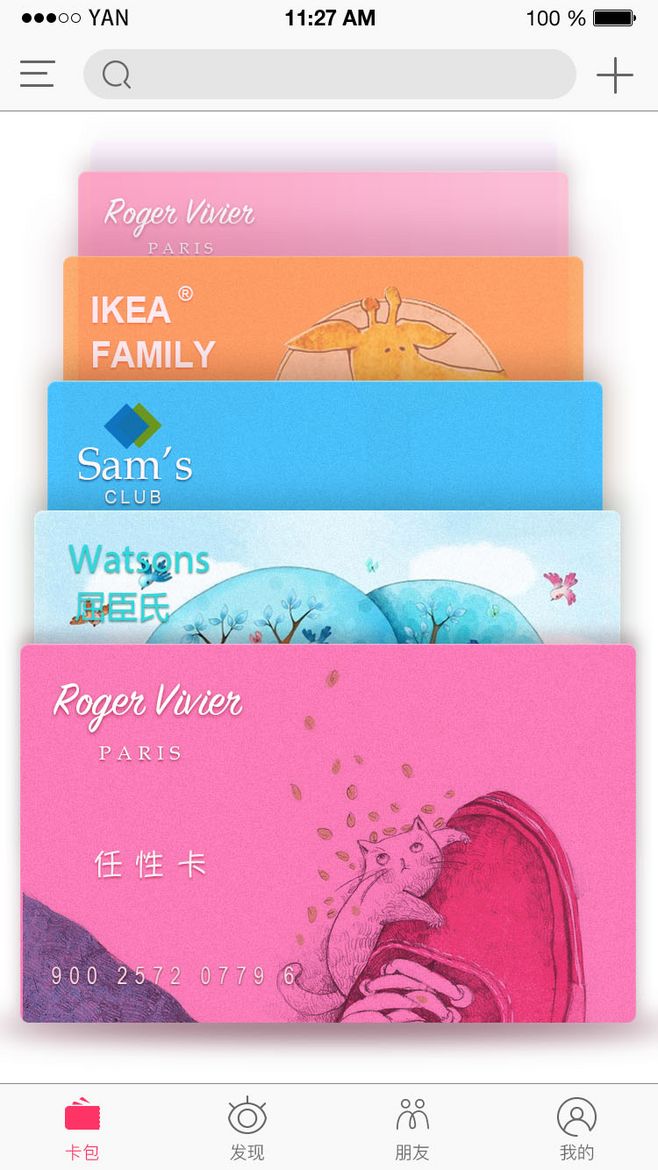 YAN 11:27 AM 100 %
Roger Vivier
PARIS
IKEA ®
FAMILY
Sam's
CLUB
Watsons
屈臣氏
Roger Vivier
PARIS
任性卡
900 2572 0779 6
卡包 发现 朋友 我的